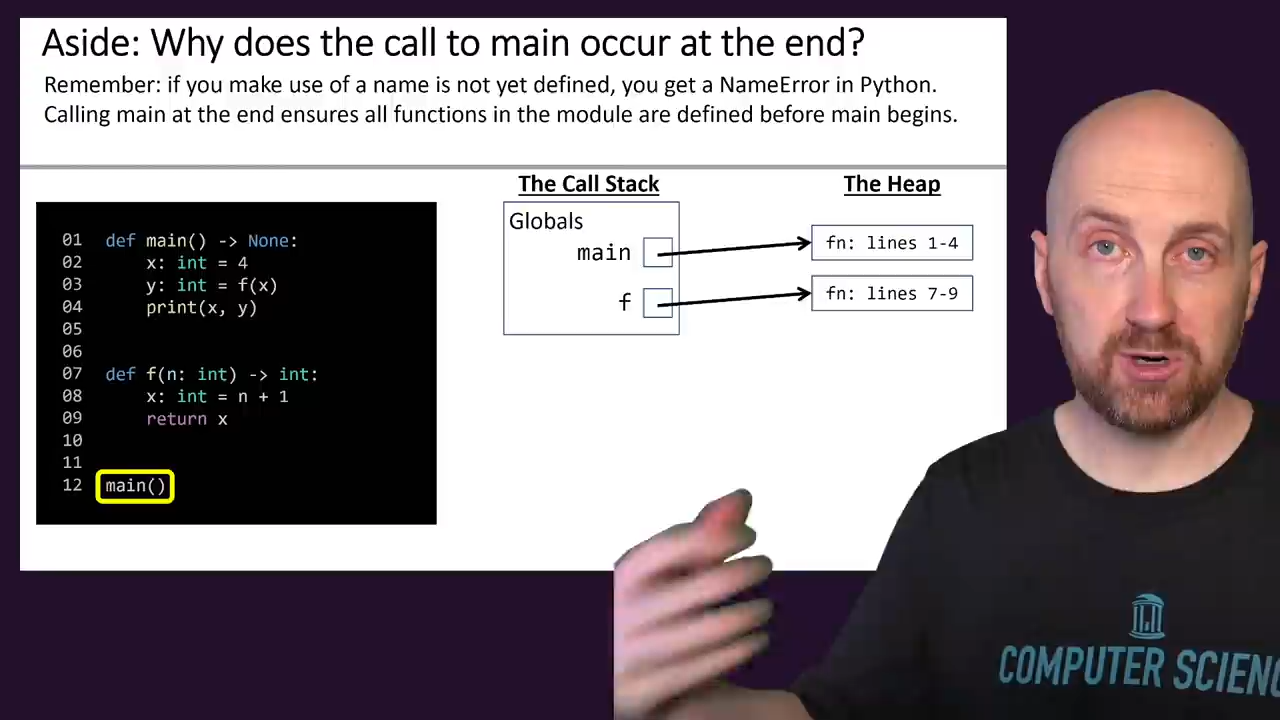 Aside: Why does the call to main occur at the end?
Remember: if you make use of a name is not yet defined, you get a NameError in Python.
Calling main at the end ensures all functions in the module are defined before main begins.
The Call Stack
The Heap
Globals
main
fn: lines 1-4
f
fn: lines 7-9
01 def main() -> None:
02 x: int = 4
03 y: int = f(x)
04 print(x, y)
05
06
07 def f(n: int) -> int:
08 x: int = n + 1
09 return x
10
11
12 main()
COMPUTER SCIENC